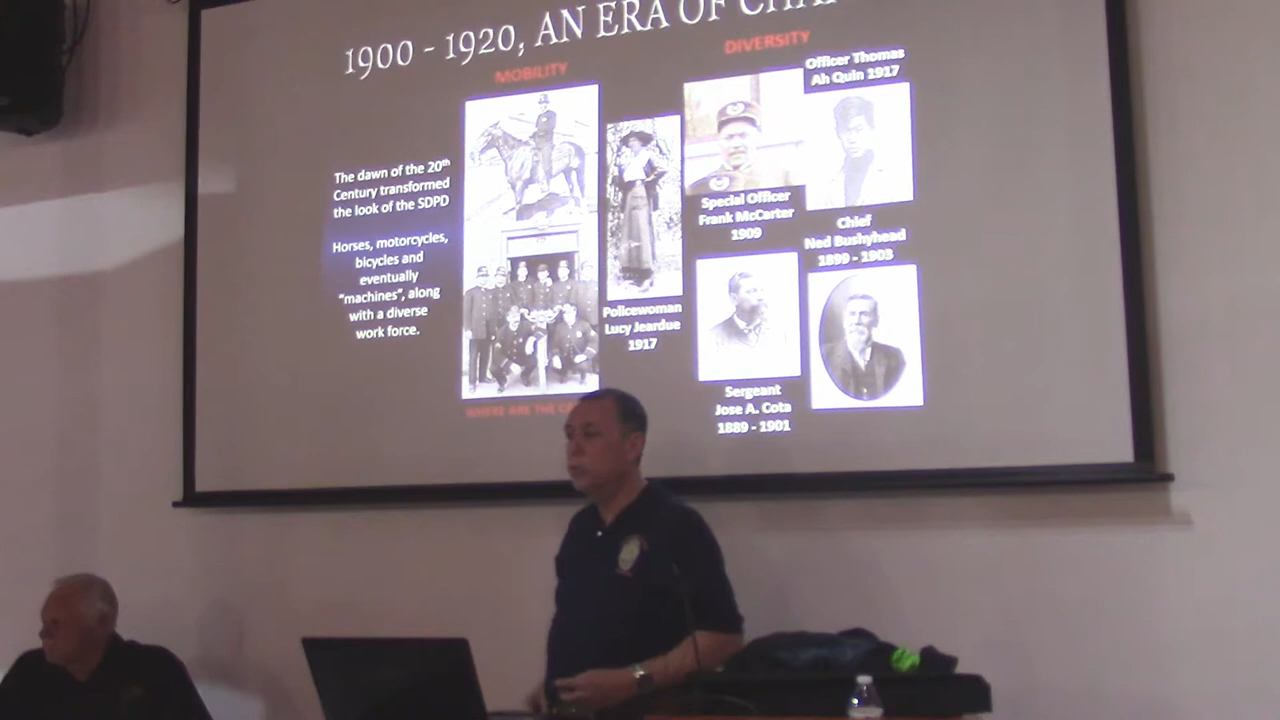 1900 - 1920, AN ERA OF
MOBILITY
DIVERSITY
The dawn of the 20th
Century transformed
the look of the SDPD
Horses, motorcycles,
bicycles and
eventually
"machines", along
with a diverse
work force.
WHERE ARE THE
Policewoman
Lucy Jeardue
1917
Special Officer
Frank McCarter
1909
Officer Thomas
Ah Quin 1917
Sergeant
Jose A. Cota
1889 - 1901
Chief
Ned Bushyhead
1899 - 1903